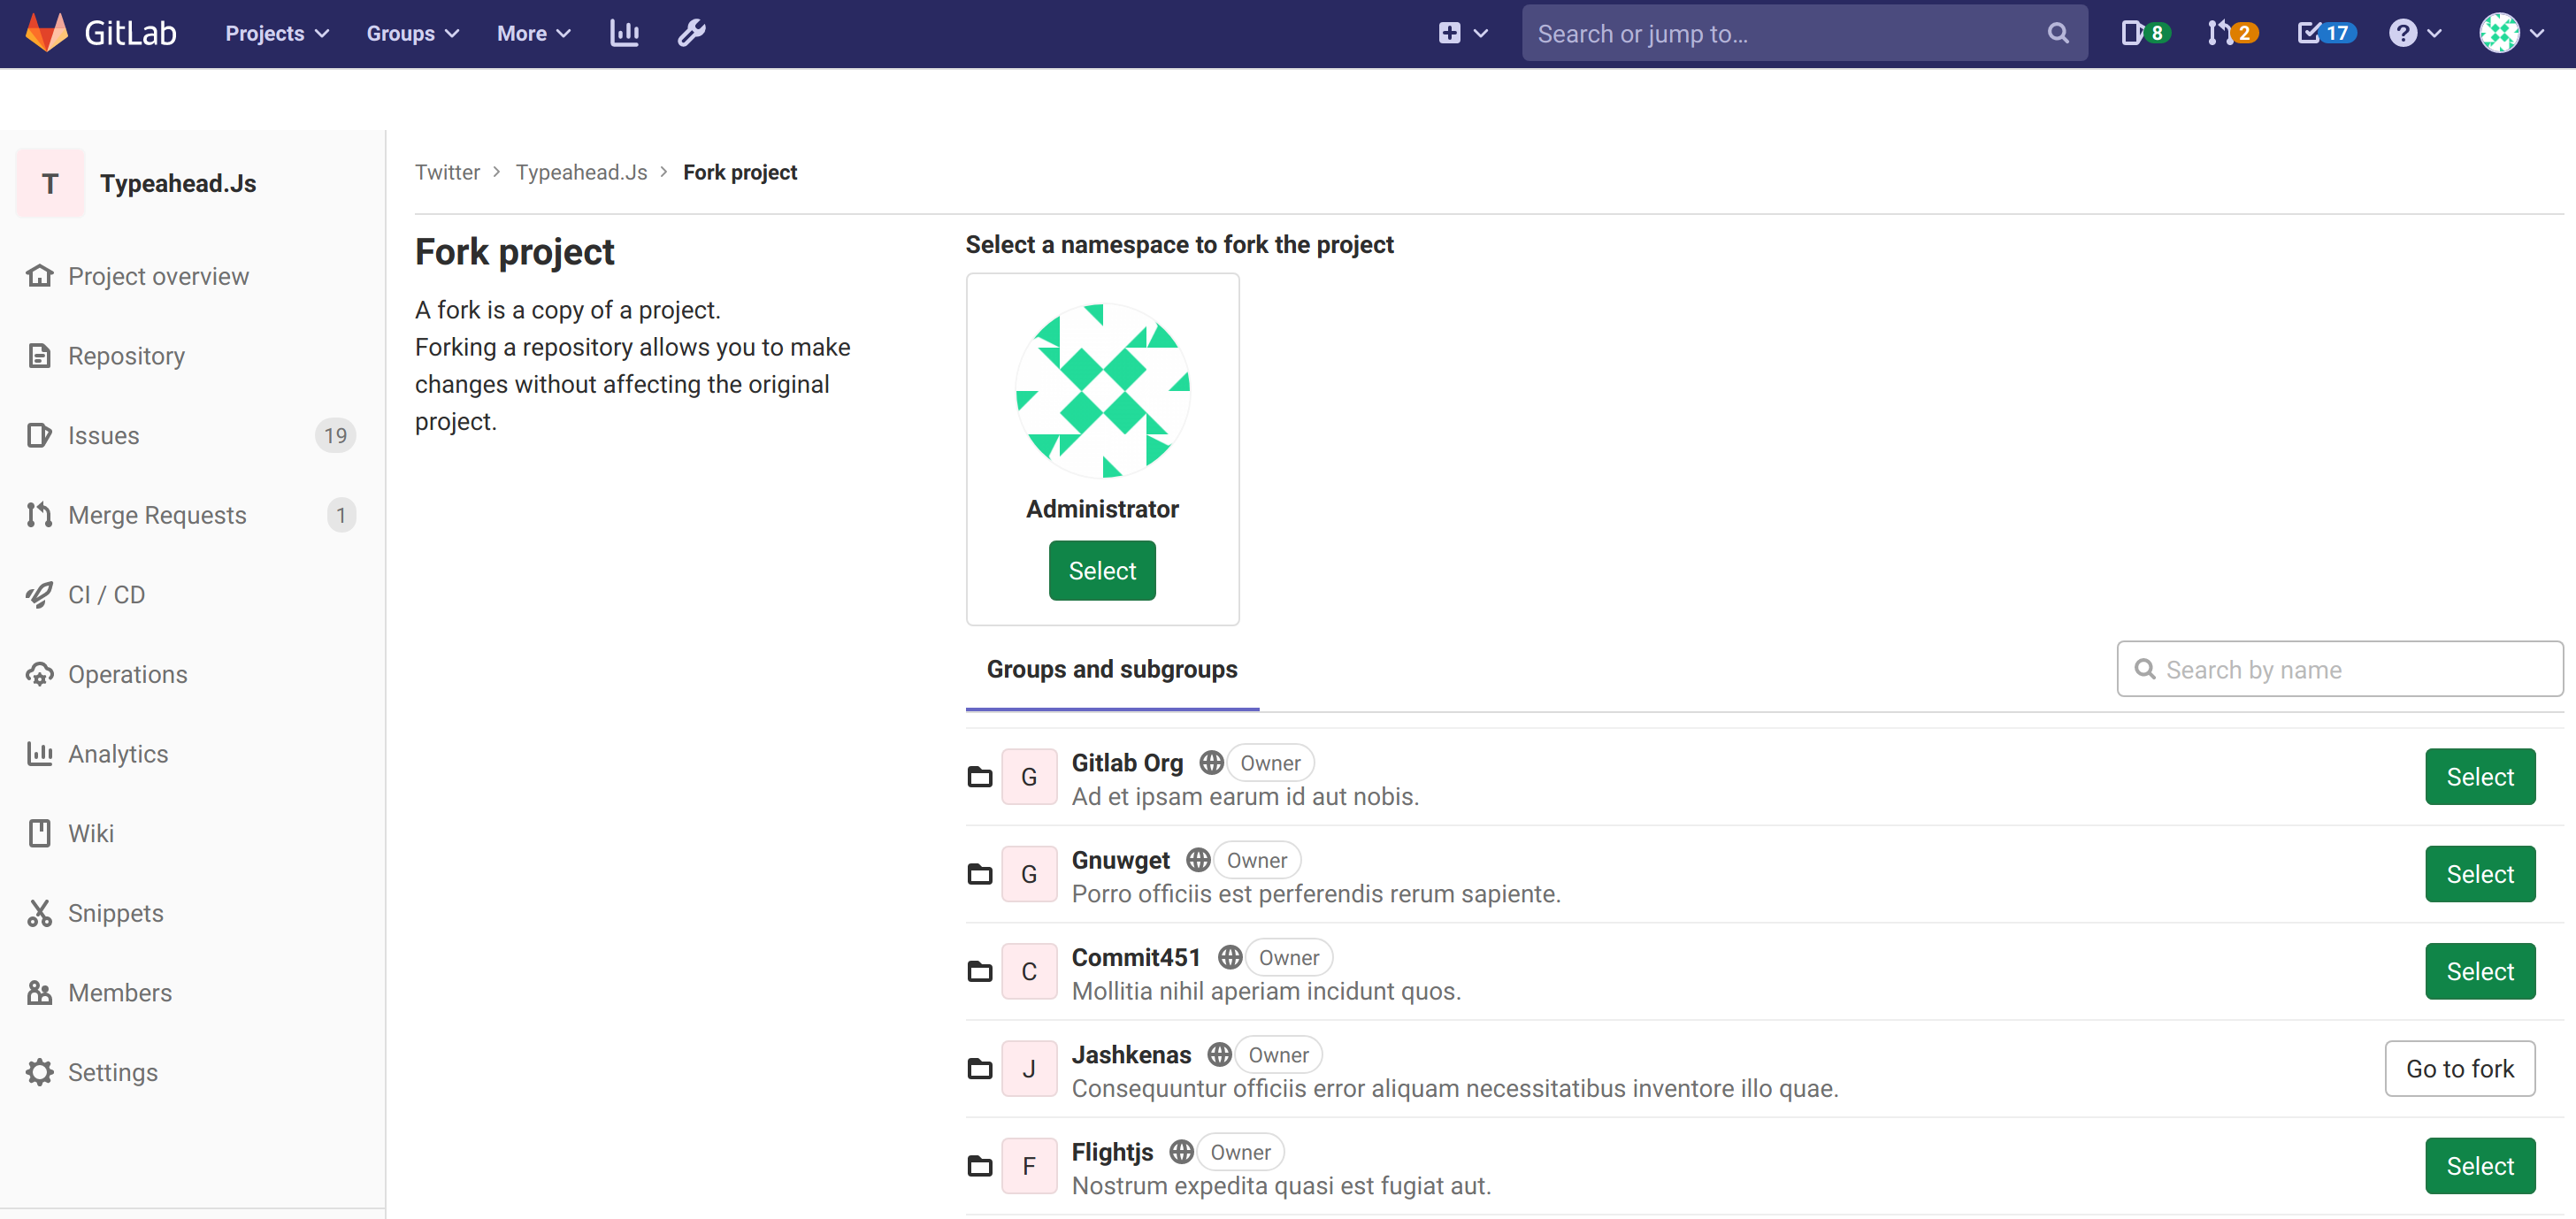 GitLab Projects Groups More Search or jump to... 8 2 17
T Typeahead.Js
Project overview
Repository
Issues 19
Merge Requests 1
CI / CD
Operations
Analytics
Wiki
Snippets
Members
Settings
Twitter > Typeahead.Js > Fork project
Fork project
A fork is a copy of a project.
Forking a repository allows you to make
changes without affecting the original
project.
Select a namespace to fork the project
Administrator
Select
Groups and subgroups Search by name
G Gitlab Org Owner Select
Ad et ipsam earum id aut nobis.
G Gnuwget Owner Select
Porro officiis est perferendis rerum sapiente.
C Commit451 Owner Select
Mollitia nihil aperiam incidunt quos.
J Jashkenas Owner Go to fork
Consequuntur officiis error aliquam necessitatibus inventore illo quae.
F Flightjs Owner Select
Nostrum expedita quasi est fugiat aut.